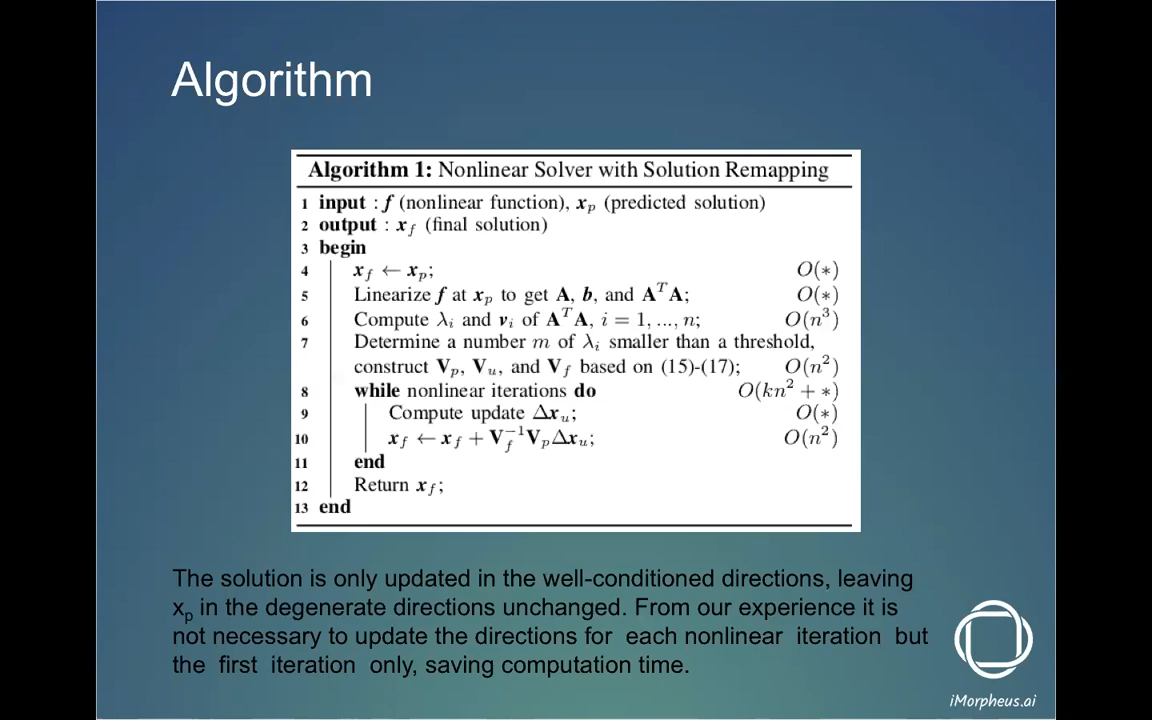 Algorithm
Algorithm 1: Nonlinear Solver with Solution Remapping
1 input : f (nonlinear function), x_p (predicted solution)
2 output : x_f (final solution)
3 begin
4 x_f ← x_p; O(*)
5 Linearize f at x_p to get A, b, and A^T A; O(*)
6 Compute λ_i and v_i of A^T A, i = 1, ..., n; O(n^3)
7 Determine a number m of λ_i smaller than a threshold,
construct V_p, V_u, and V_f based on (15)-(17); O(n^2)
8 while nonlinear iterations do O(kn^2 + *)
9 Compute update Δx_u; O(*)
10 x_f ← x_f + V_f^{-1} V_p Δx_u; O(n^2)
11 end
12 Return x_f;
13 end
The solution is only updated in the well-conditioned directions, leaving
x_p in the degenerate directions unchanged. From our experience it is
not necessary to update the directions for each nonlinear iteration but
the first iteration only, saving computation time.
iMorpheus.ai